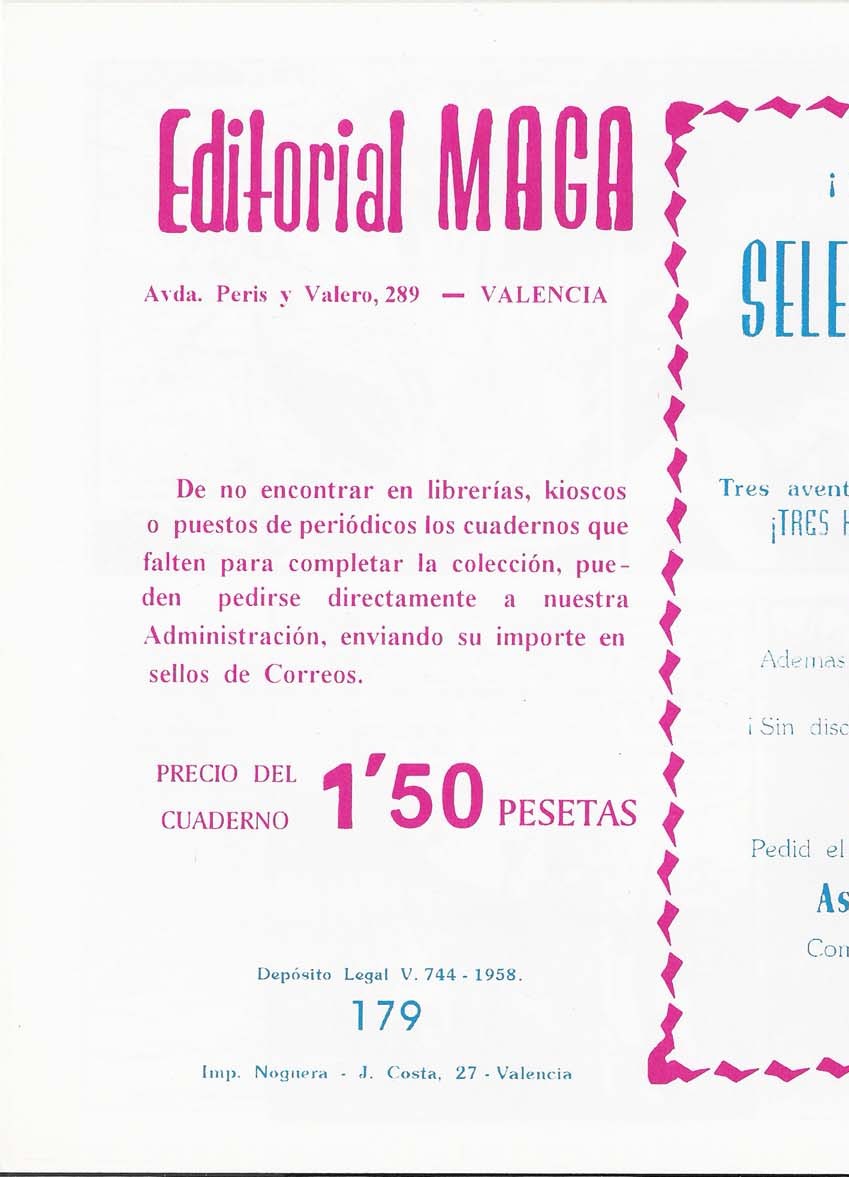 Editorial MAGA
Avda. Peris y Valero, 289 — VALENCIA
De no encontrar en librerías, kioscos
o puestos de periódicos los cuadernos que
falten para completar la colección, pue-
den pedirse directamente a nuestra
Administración, enviando su importe en
sellos de Correos.
PRECIO DEL
CUADERNO 1'50 PESETAS
Depósito Legal V. 744 - 1958.
179
Imp. Noguera - J. Costa, 27 - Valencia
¡
SELE
Tres avent
¡TRES H
Ademas
¡Sin disc
Pedid el
As
Com